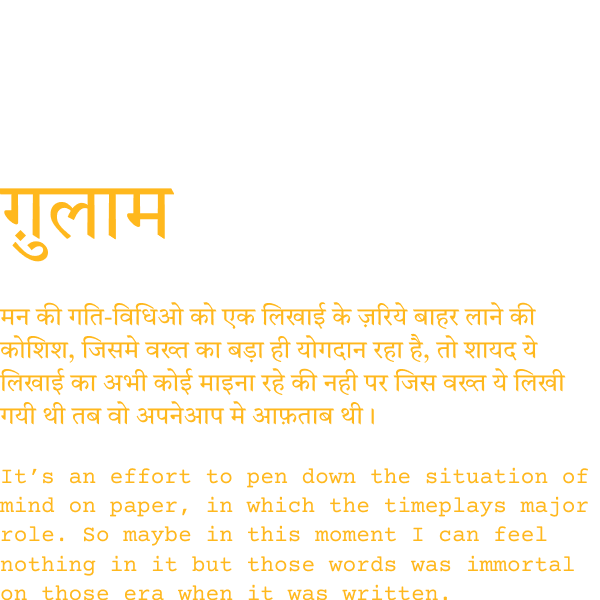 ग़ुलाम
मन की गति-विधिओ को एक लिखाई के ज़रिये बाहर लाने की
कोशिश, जिसमे वख्त का बड़ा ही योगदान रहा है, तो शायद ये
लिखाई का अभी कोई माइना रहे की नही पर जिस वख्त ये लिखी
गयी थी तब वो अपनेआप मे आफ़ताब थी।
It’s an effort to pen down the situation of
mind on paper, in which the timeplays major
role. So maybe in this moment I can feel
nothing in it but those words was immortal
on those era when it was written.